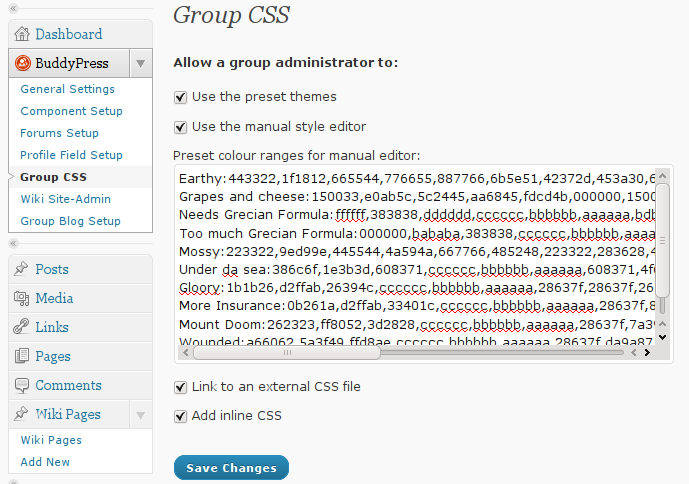 Group CSS
Dashboard
BuddyPress
General Settings
Component Setup
Forums Setup
Profile Field Setup
Group CSS
Wiki Site-Admin
Group Blog Setup
Posts
Media
Links
Pages
Comments
Wiki Pages
Wiki Pages
Add New
Allow a group administrator to:
Use the preset themes
Use the manual style editor
Preset colour ranges for manual editor:
Earthy:443322,1f1812,665544,776655,887766,6b5e51,42372d,453a30,6
Grapes and cheese:150033,e0ab5c,5c2445,aa6845,fdcd4b,000000,1500
Needs Grecian Formula:ffffff,383838,dddddd,cccccc,bbbbbb,aaaaaa,bdb
Too much Grecian Formula:000000,bababa,383838,cccccc,bbbbbb,aaaa
Mossy:223322,9ed99e,445544,4a594a,667766,485248,223322,283628,4
Under da sea:386c6f,1e3b3d,608371,cccccc,bbbbbb,aaaaaa,608371,4f
Gloory:1b1b26,d2ffab,26394c,cccccc,bbbbbb,aaaaaa,28637f,28637f,26
More Insurance:0b261a,d2ffab,33401c,cccccc,bbbbbb,aaaaaa,28637f,8
Mount Doom:262323,ff8052,3d2828,cccccc,bbbbbb,aaaaaa,28637f,7a39
Wounded:a66062,5a3f49,ffd8ae,cccccc,bbbbbb,aaaaaa,28637f,da9a87
Link to an external CSS file
Add inline CSS
Save Changes